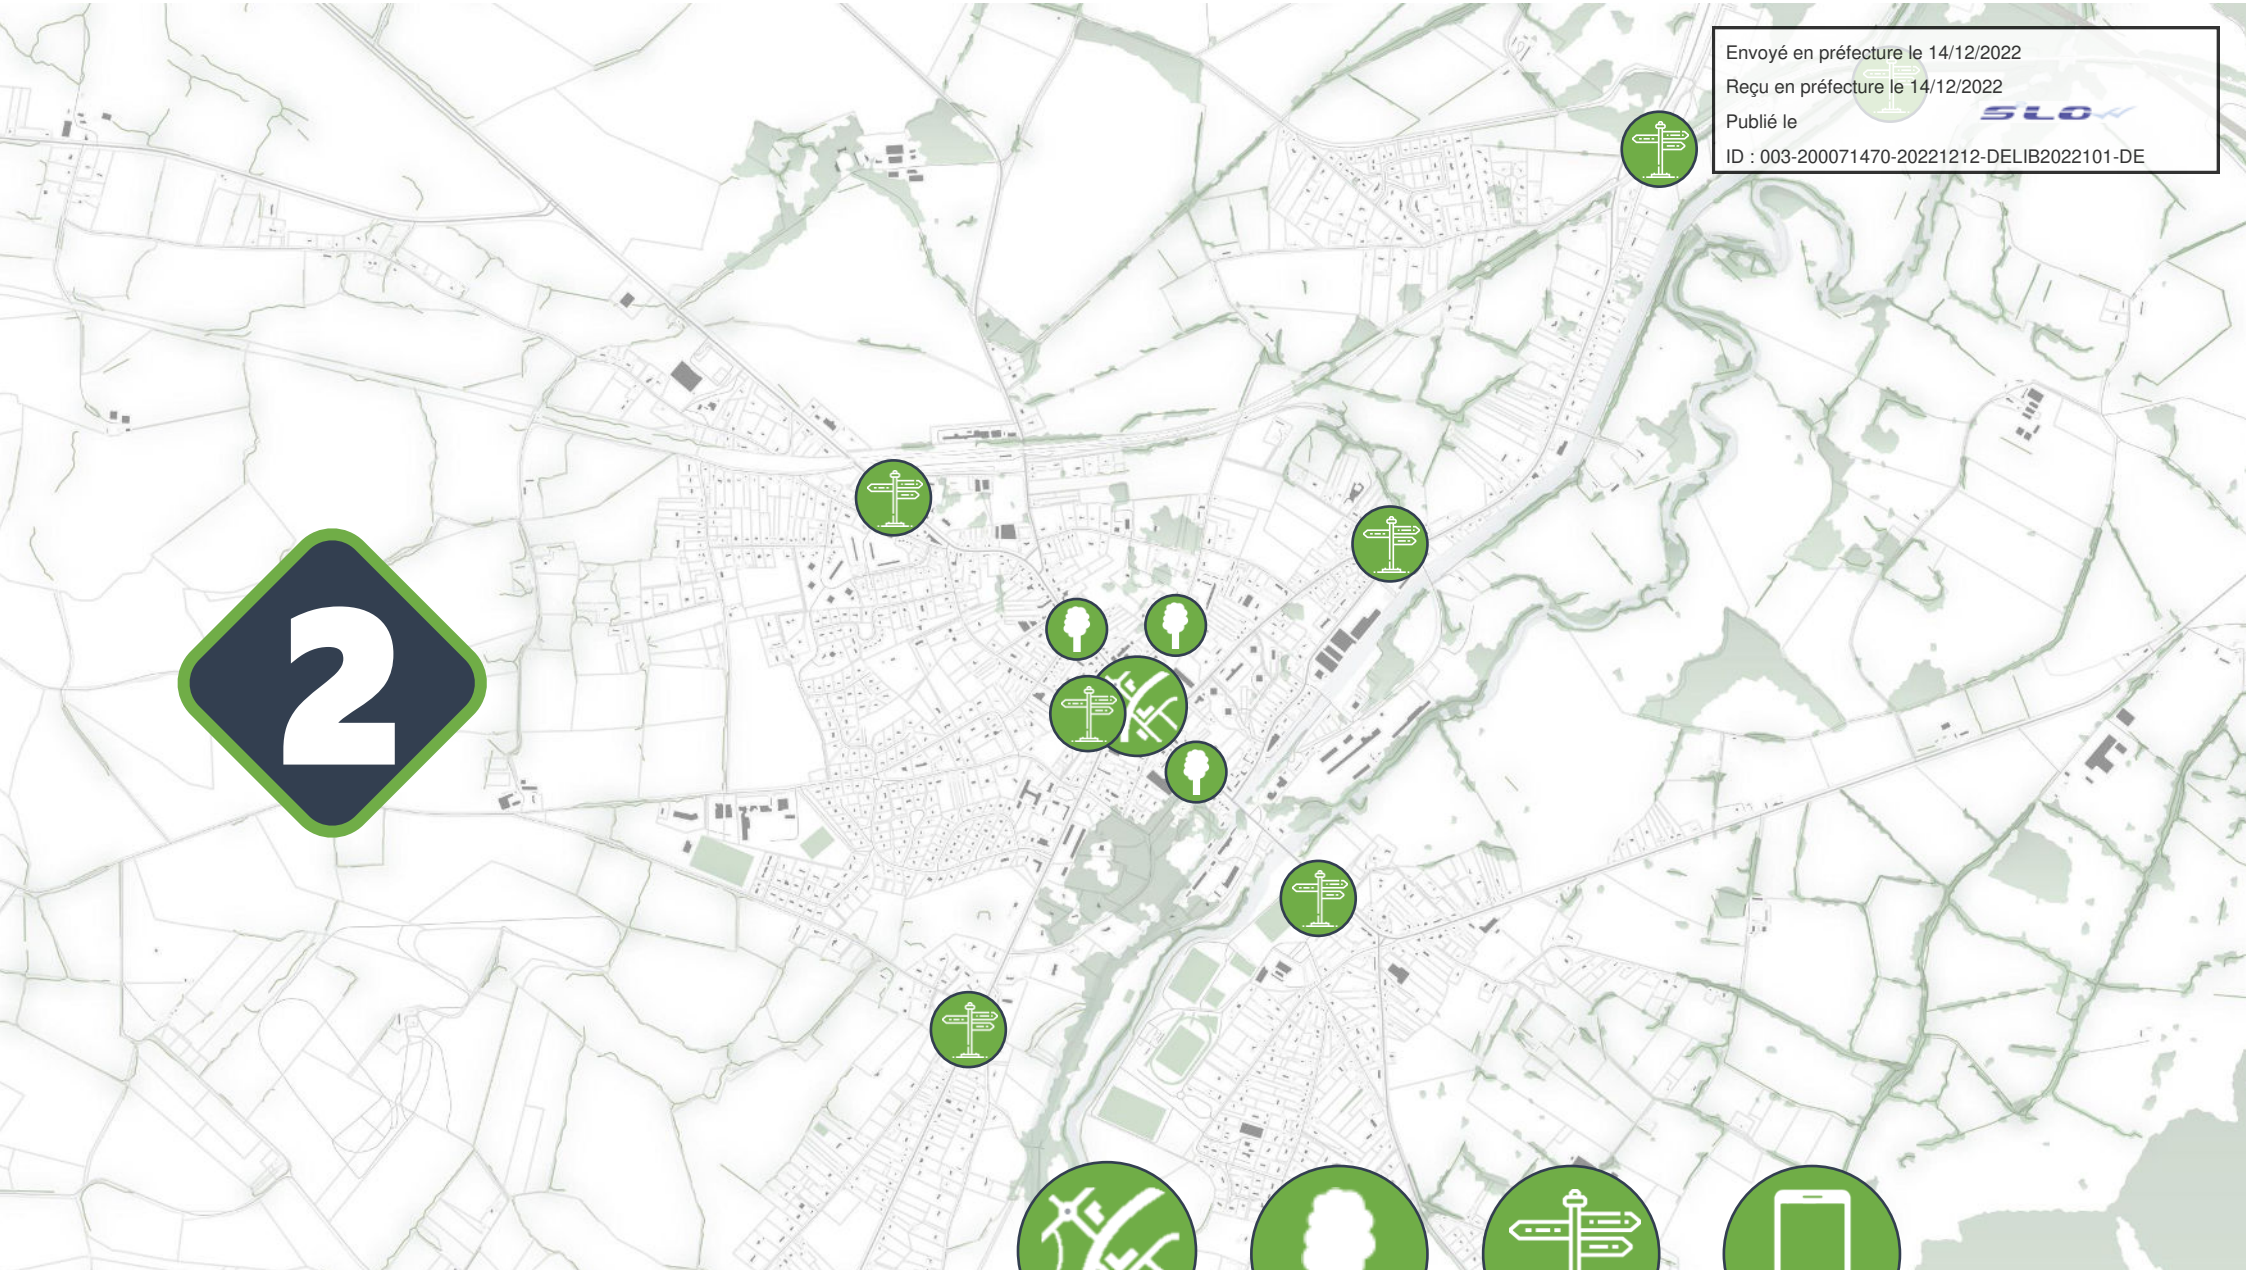 Envoyé en préfecture le 14/12/2022
Reçu en préfecture le 14/12/2022
Publié le
SLO
ID : 003-200071470-20221212-DELIB2022101-DE
2